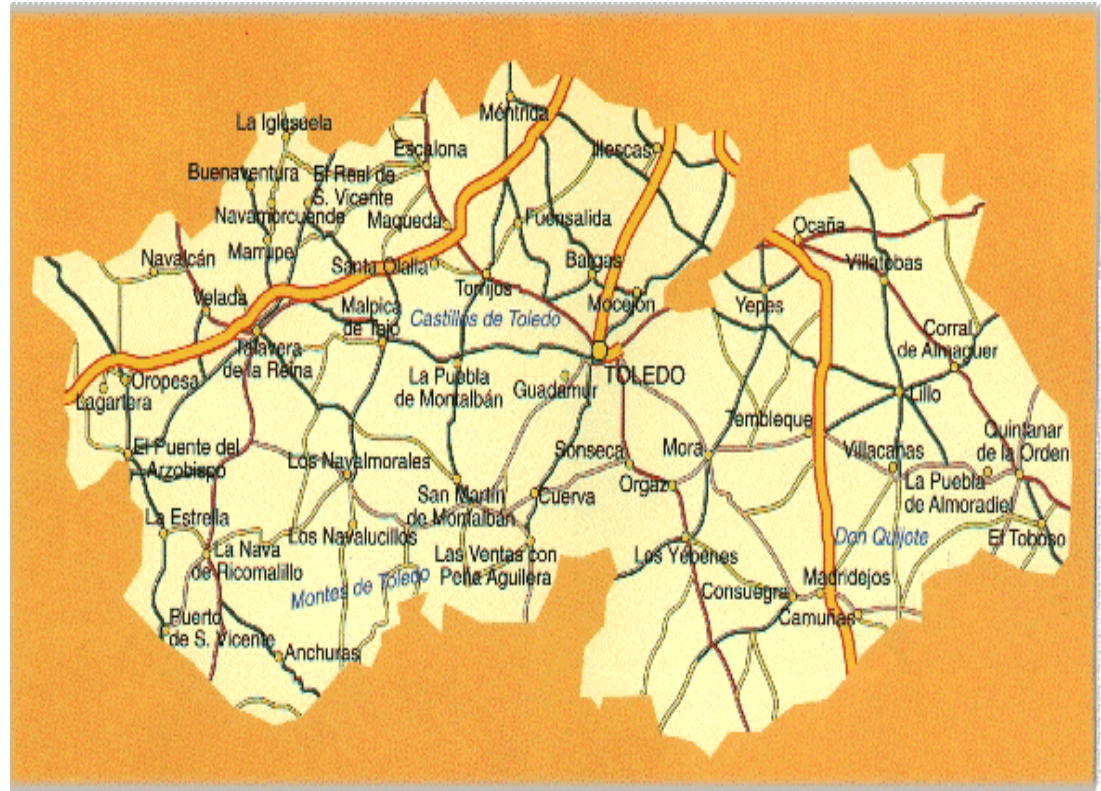 Méntrida
La Iglesuela
Escalona
Illescas
Buenaventura
El Real de
S. Vicente
Navamorcuende
Maqueda
Fuensalida
Ocaña
Navalcán
Marrupe
Santa Olalla
Bargas
Villatobas
Velada
Torrijos
Malpica
de Tajo
Mocejón
Yepes
Castillos de Toledo
Corral
de Almaguer
Talavera
de la Reina
Oropesa
La Puebla
de Montalbán
Guadamur
TOLEDO
Lagartera
Lillo
Tembleque
El Puente del
Arzobispo
Los Navalmorales
Sonseca
Mora
Villacañas
Quintanar
de la Orden
San Martín
de Montalbán
Cuerva
Orgaz
La Puebla
de Almoradiel
La Estrella
Los Navalucillos
Don Quijote
El Toboso
La Nava
de Ricomalillo
Las Ventas con
Peña Aguilera
Los Yébenes
Montes de Toledo
Madridejos
Consuegra
Camuñas
Puerto
de S. Vicente
Anchuras